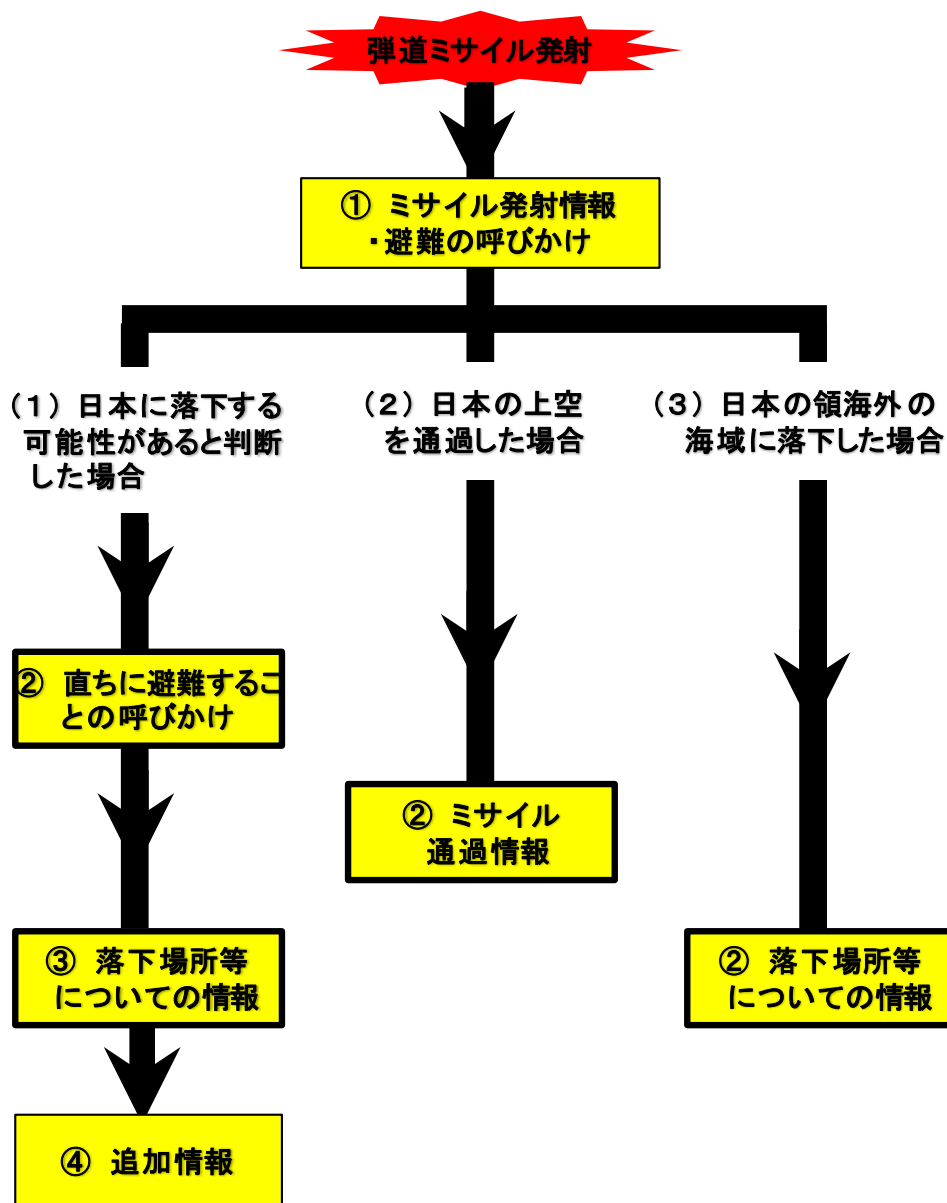 弾道ミサイル発射
① ミサイル発射情報
・避難の呼びかけ
（１）日本に落下する
可能性があると判断
した場合
（２）日本の上空
を通過した場合
（３）日本の領海外の
海域に落下した場合
② 直ちに避難するこ
との呼びかけ
② ミサイル
通過情報
③ 落下場所等
についての情報
② 落下場所等
についての情報
④ 追加情報